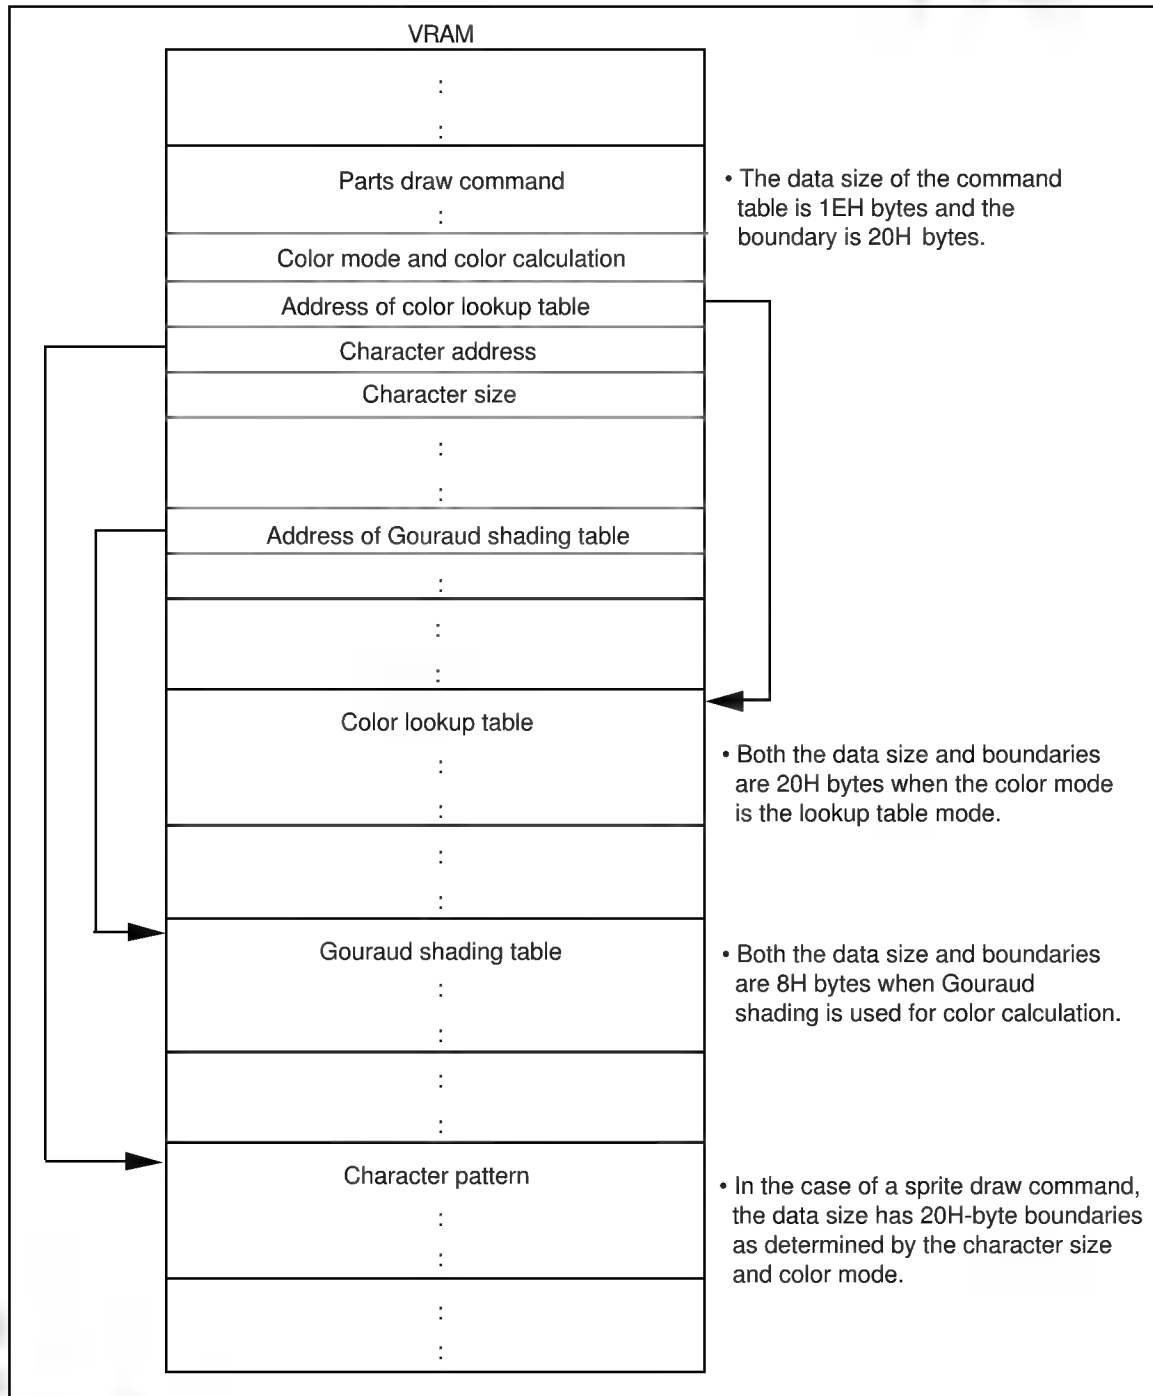 VRAM
:
:
Parts draw command
:
Color mode and color calculation
Address of color lookup table
Character address
Character size
:
:
Address of Gouraud shading table
:
:
:
Color lookup table
:
:
:
:
Gouraud shading table
:
:
:
:
Character pattern
:
:
:
:
• The data size of the command
table is 1EH bytes and the
boundary is 20H bytes.
• Both the data size and boundaries
are 20H bytes when the color mode
is the lookup table mode.
• Both the data size and boundaries
are 8H bytes when Gouraud
shading is used for color calculation.
• In the case of a sprite draw command,
the data size has 20H-byte boundaries
as determined by the character size
and color mode.